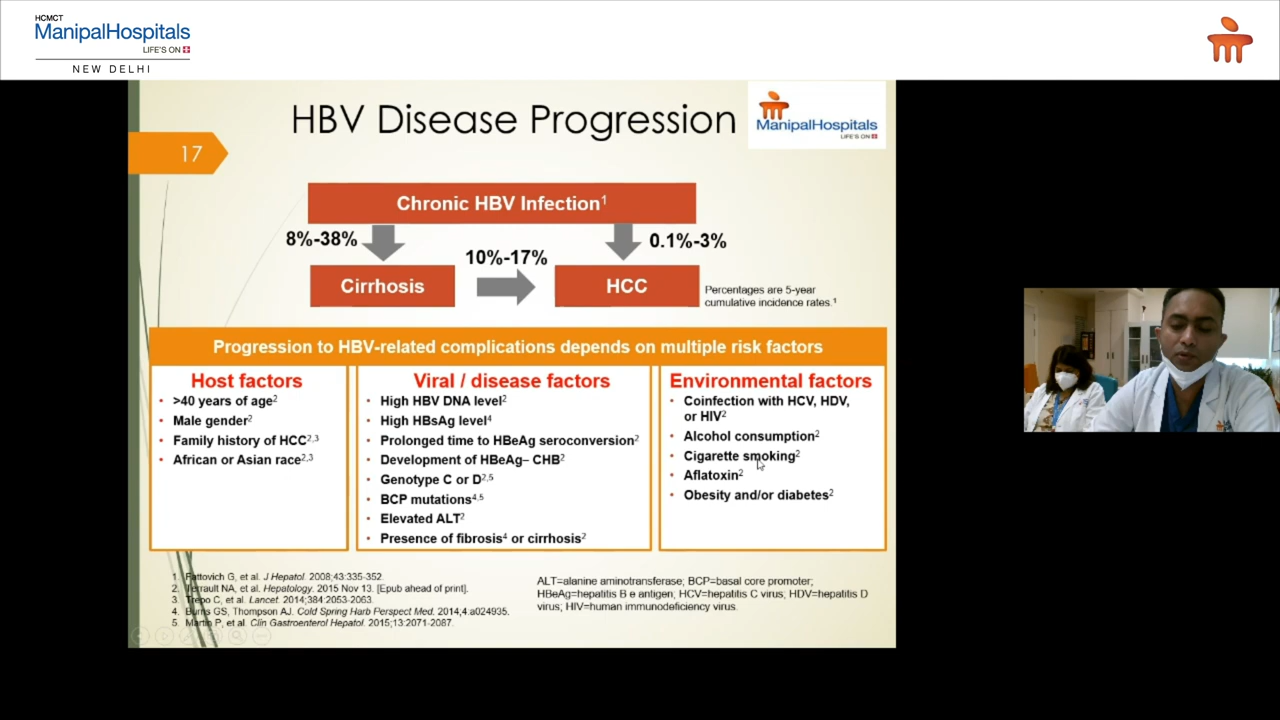 HCMCT
ManipalHospitals
LIFE'S ON
NEW DELHI
HBV Disease Progression
ManipalHospitals
LIFE'S ON
17
Chronic HBV Infection¹
8%-38%
0.1%-3%
10%-17%
Cirrhosis
HCC
Percentages are 5-year
cumulative incidence rates.¹
Progression to HBV-related complications depends on multiple risk factors
Host factors
• >40 years of age²
• Male gender²
• Family history of HCC²,³
• African or Asian race²,³
Viral / disease factors
• High HBV DNA level²
• High HBsAg level⁴
• Prolonged time to HBeAg seroconversion²
• Development of HBeAg– CHB²
• Genotype C or D²,⁵
• BCP mutations⁴,⁵
• Elevated ALT²
• Presence of fibrosis⁴ or cirrhosis²
Environmental factors
• Coinfection with HCV, HDV,
or HIV²
• Alcohol consumption²
• Cigarette smoking²
• Aflatoxin²
• Obesity and/or diabetes²
1. Fattovich G, et al. J Hepatol. 2008;43:335-352.
2. Terrault NA, et al. Hepatology. 2015 Nov 13. [Epub ahead of print].
3. Trepo C, et al. Lancet. 2014;384:2053-2063.
4. Burns GS, Thompson AJ. Cold Spring Harb Perspect Med. 2014;4:a024935.
5. Martin P, et al. Clin Gastroenterol Hepatol. 2015;13:2071-2087.
ALT=alanine aminotransferase; BCP=basal core promoter;
HBeAg=hepatitis B e antigen; HCV=hepatitis C virus; HDV=hepatitis D
virus; HIV=human immunodeficiency virus.